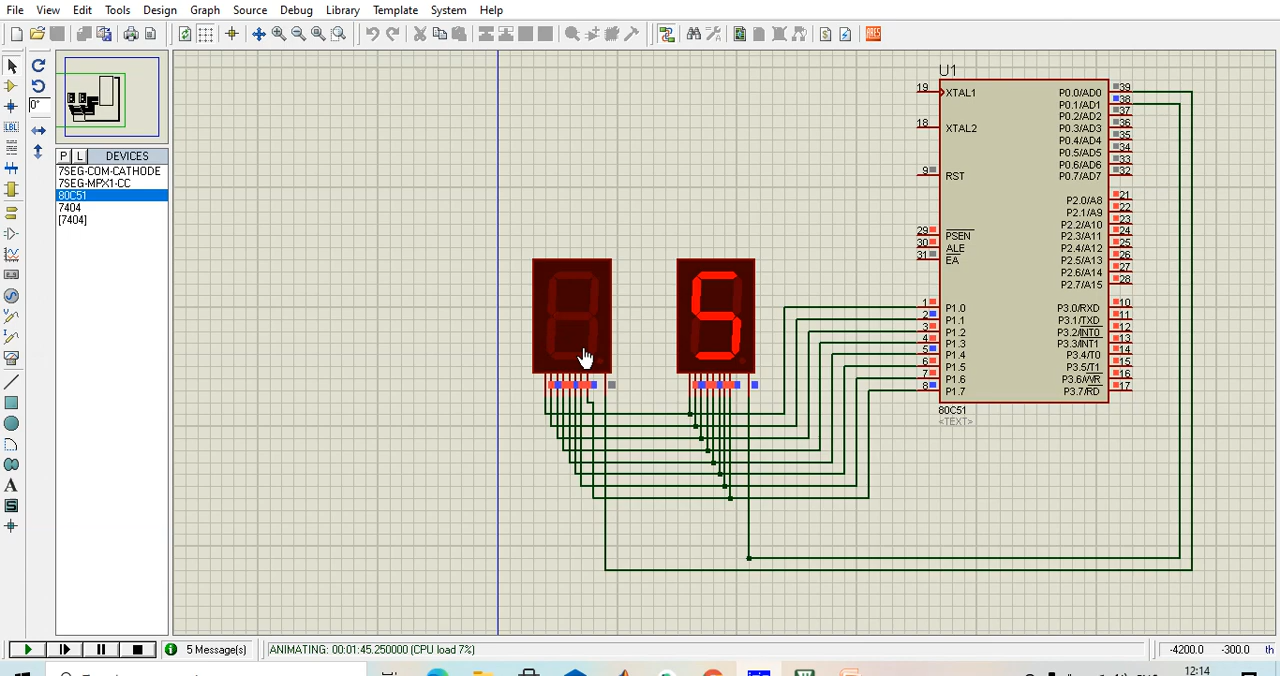 File View Edit Tools Design Graph Source Debug Library Template System Help
LBL
$
ARES
0°
P L DEVICES
7SEG-COM-CATHODE
7SEG-MPX1-CC
80C51
7404
[7404]
A
S
U1
19 XTAL1
18 XTAL2
9 RST
29 PSEN
30 ALE
31 EA
1 P1.0
2 P1.1
3 P1.2
4 P1.3
5 P1.4
6 P1.5
7 P1.6
8 P1.7
P0.0/AD0 39
P0.1/AD1 38
P0.2/AD2 37
P0.3/AD3 36
P0.4/AD4 35
P0.5/AD5 34
P0.6/AD6 33
P0.7/AD7 32
P2.0/A8 21
P2.1/A9 22
P2.2/A10 23
P2.3/A11 24
P2.4/A12 25
P2.5/A13 26
P2.6/A14 27
P2.7/A15 28
P3.0/RXD 10
P3.1/TXD 11
P3.2/INT0 12
P3.3/INT1 13
P3.4/T0 14
P3.5/T1 15
P3.6/WR 16
P3.7/RD 17
80C51
<TEXT>
5
5 Message(s) ANIMATING: 00:01:45.250000 (CPU load 7%) -4200.0 -300.0 th
12:14